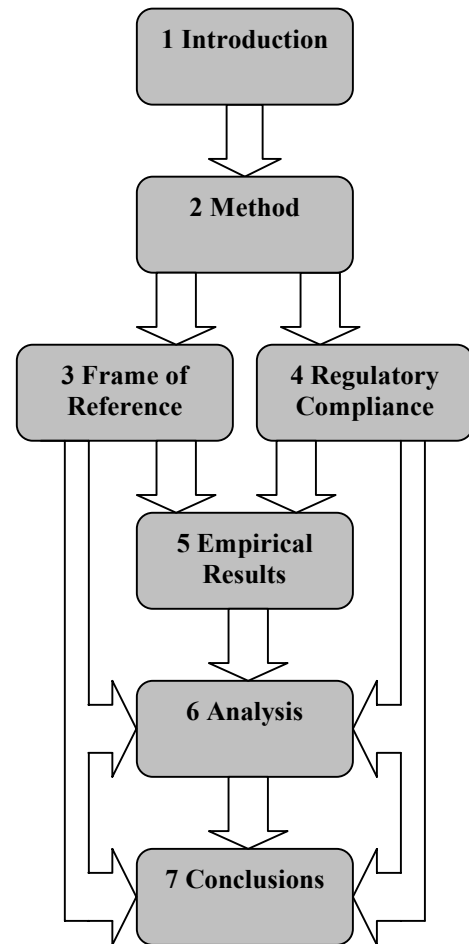 1 Introduction
2 Method
3 Frame of
Reference
4 Regulatory
Compliance
5 Empirical
Results
6 Analysis
7 Conclusions